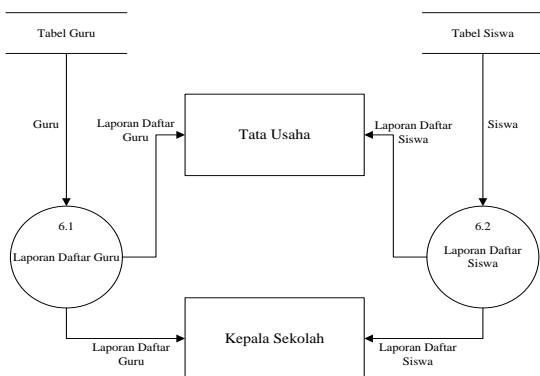 Tabel Guru
Tabel Siswa
Guru
Laporan Daftar
Guru
Tata Usaha
Laporan Daftar
Siswa
Siswa
6.1
Laporan Daftar Guru
6.2
Laporan Daftar
Siswa
Laporan Daftar
Guru
Kepala Sekolah
Laporan Daftar
Siswa